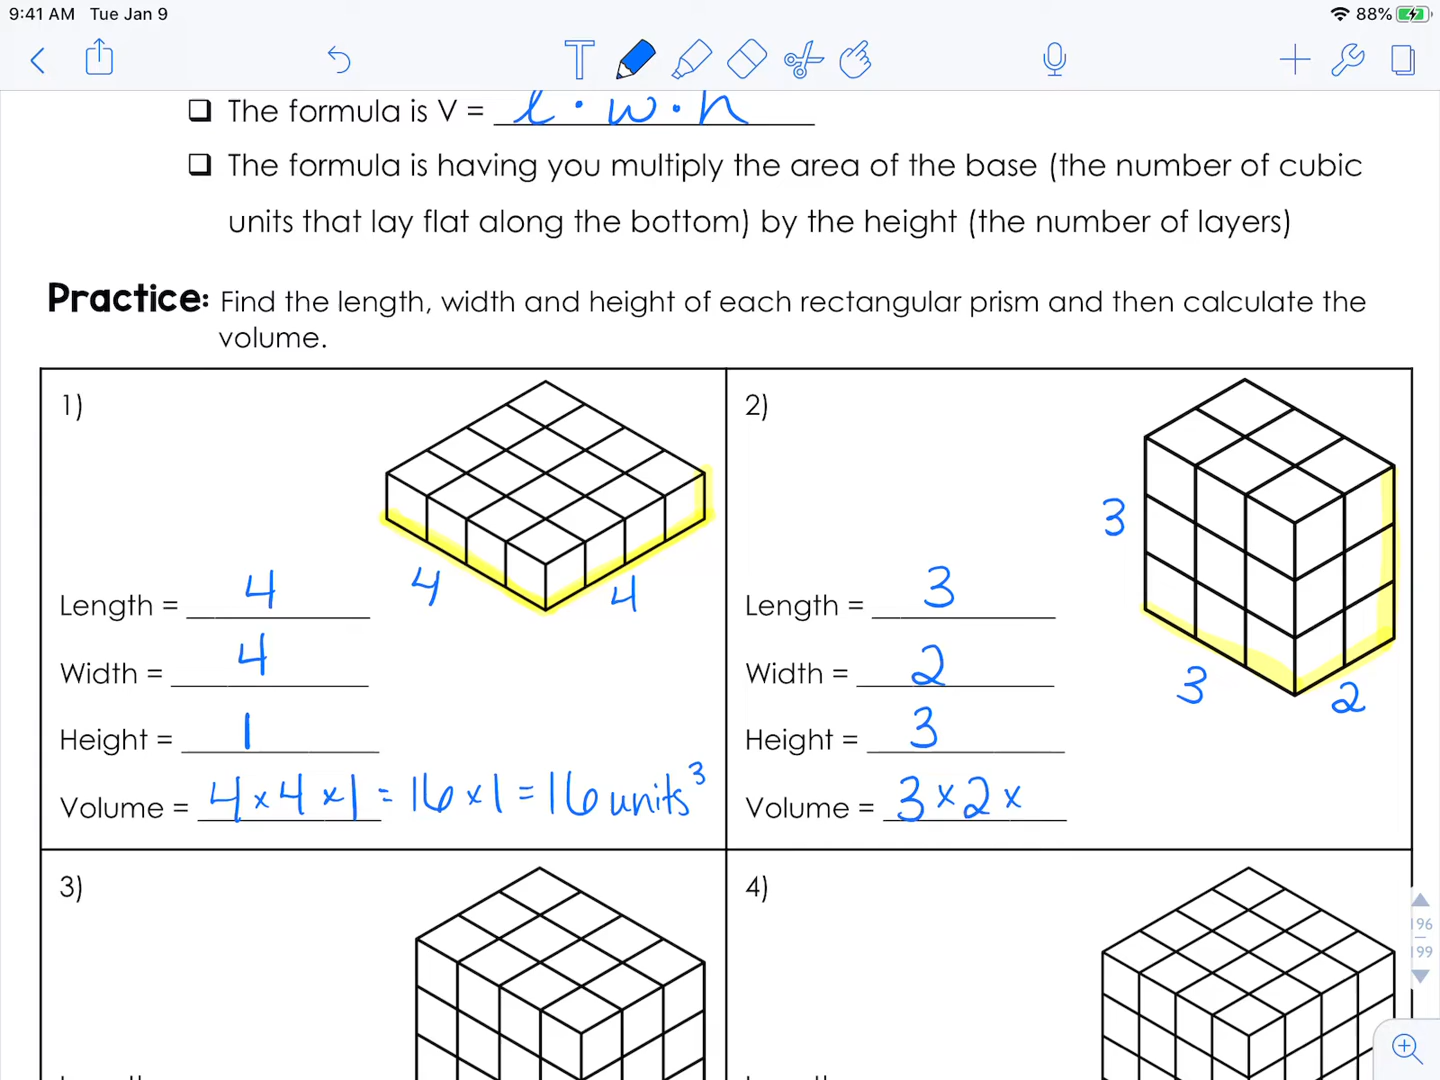 9:41 AM Tue Jan 9 88%
T
☐ The formula is V = l · w · h
☐ The formula is having you multiply the area of the base (the number of cubic
units that lay flat along the bottom) by the height (the number of layers)
Practice: Find the length, width and height of each rectangular prism and then calculate the
volume.
1)
4 4
Length = 4
Width = 4
Height = 1
Volume = 4 × 4 × 1 = 16 × 1 = 16 units³
2)
3
3 2
Length = 3
Width = 2
Height = 3
Volume = 3 × 2 ×
3)
4)
196
199